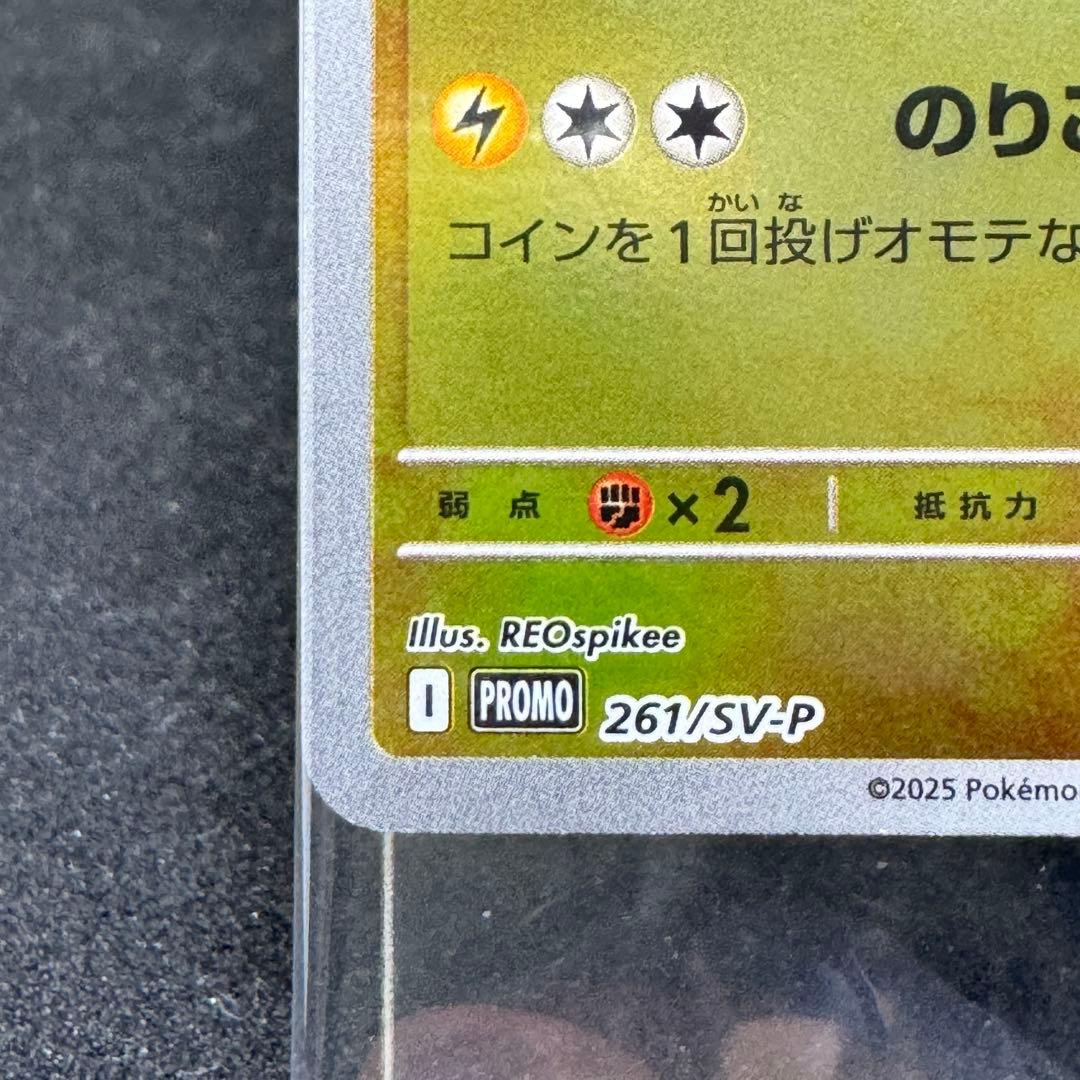 のり
かい な
コインを1回投げオモテな
弱点 ×2 抵抗力
Illus. REOspikee
I PROMO 261/SV-P
©2025 Pokémo